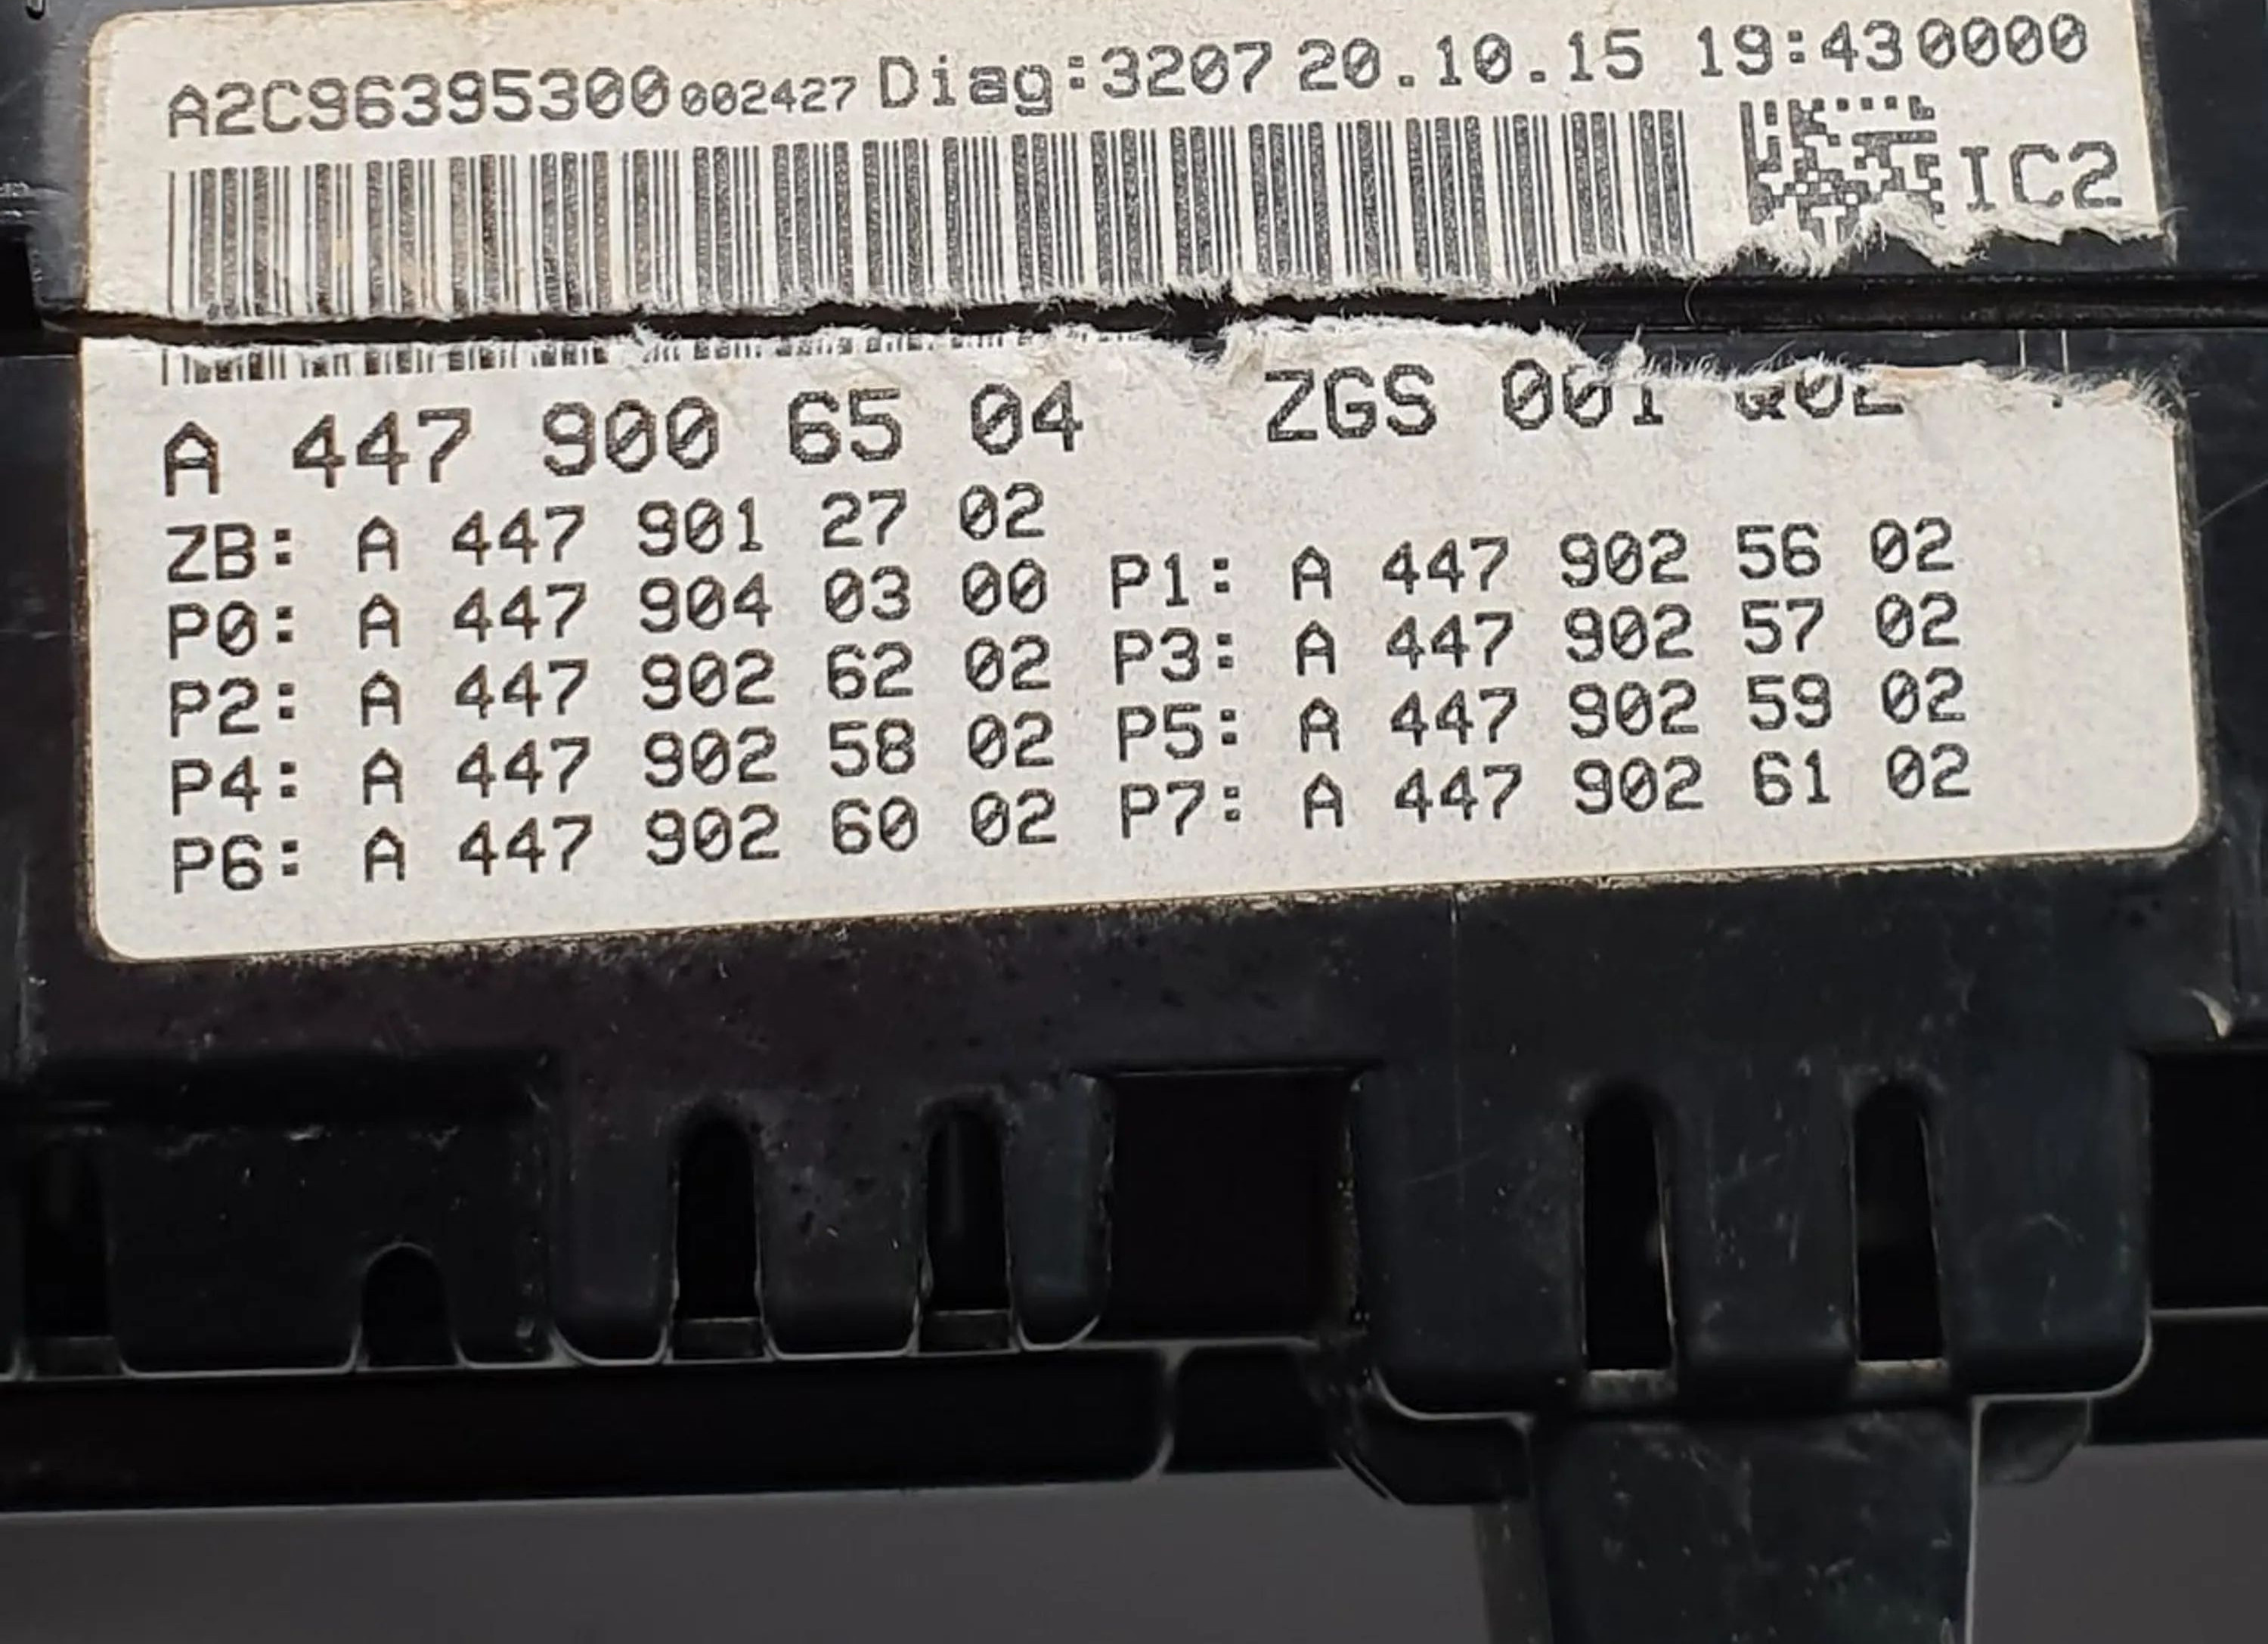 A2C96395300 002427 Diag:3207 20.10.15 19:43 0000
IC2
A 447 900 65 04 ZGS 001
ZB: A 447 901 27 02
P0: A 447 904 03 00 P1: A 447 902 56 02
P2: A 447 902 62 02 P3: A 447 902 57 02
P4: A 447 902 58 02 P5: A 447 902 59 02
P6: A 447 902 60 02 P7: A 447 902 61 02